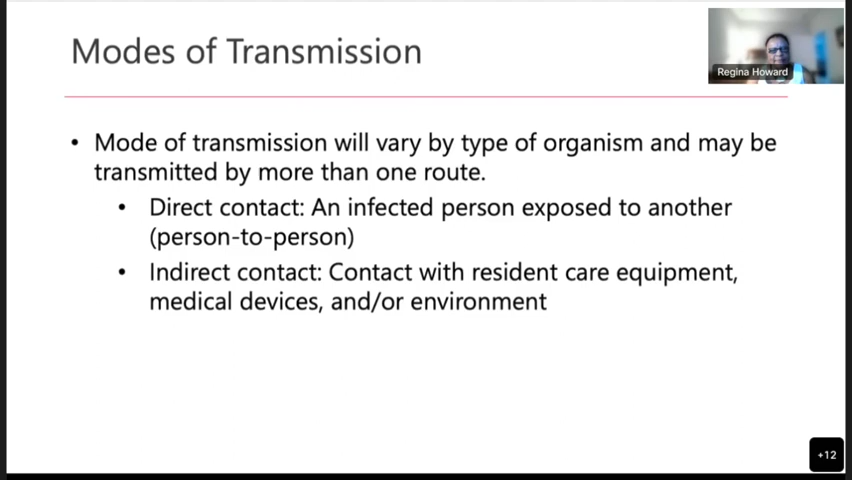 Modes of Transmission
Regina Howard
• Mode of transmission will vary by type of organism and may be
transmitted by more than one route.
• Direct contact: An infected person exposed to another
(person-to-person)
• Indirect contact: Contact with resident care equipment,
medical devices, and/or environment
+12